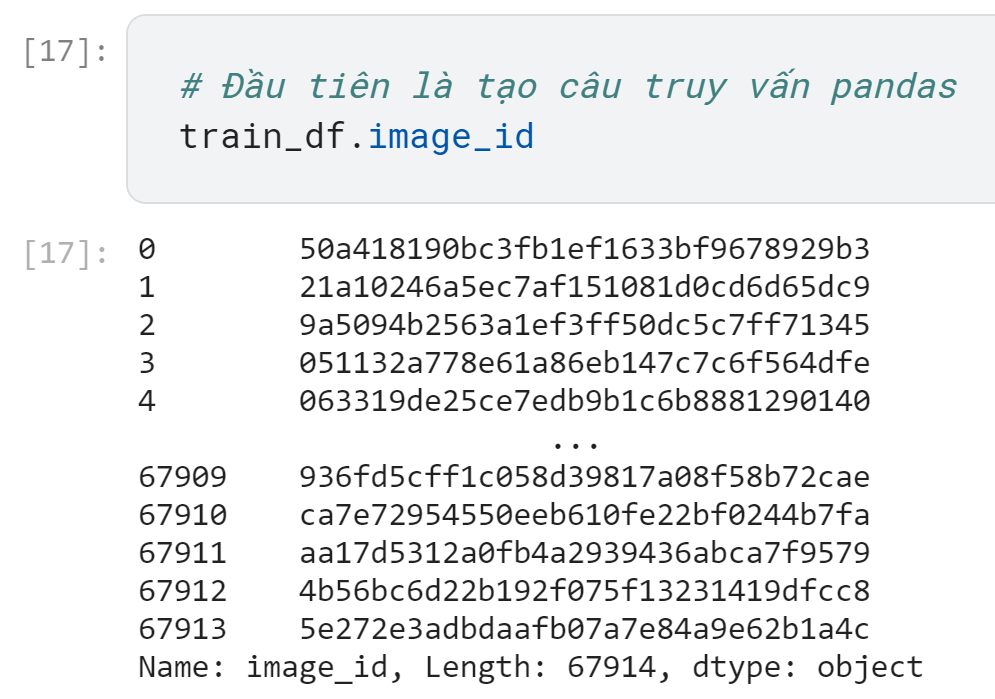 [17]:
# Đầu tiên là tạo câu truy vấn pandas
train_df.image_id
[17]:
0 50a418190bc3fb1ef1633bf9678929b3
1 21a10246a5ec7af151081d0cd6d65dc9
2 9a5094b2563a1ef3ff50dc5c7ff71345
3 051132a778e61a86eb147c7c6f564dfe
4 063319de25ce7edb9b1c6b8881290140
...
67909 936fd5cff1c058d39817a08f58b72cae
67910 ca7e72954550eeb610fe22bf0244b7fa
67911 aa17d5312a0fb4a2939436abca7f9579
67912 4b56bc6d22b192f075f13231419dfcc8
67913 5e272e3adbdaafb07a7e84a9e62b1a4c
Name: image_id, Length: 67914, dtype: object